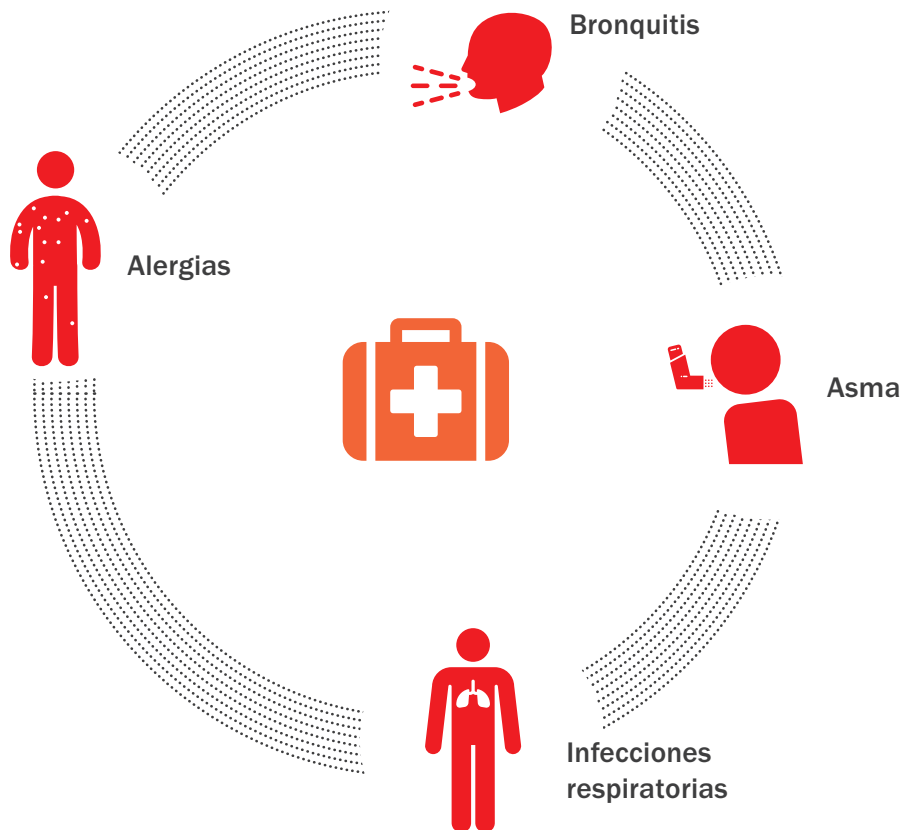 Bronquitis
Alergias
Asma
Infecciones
respiratorias